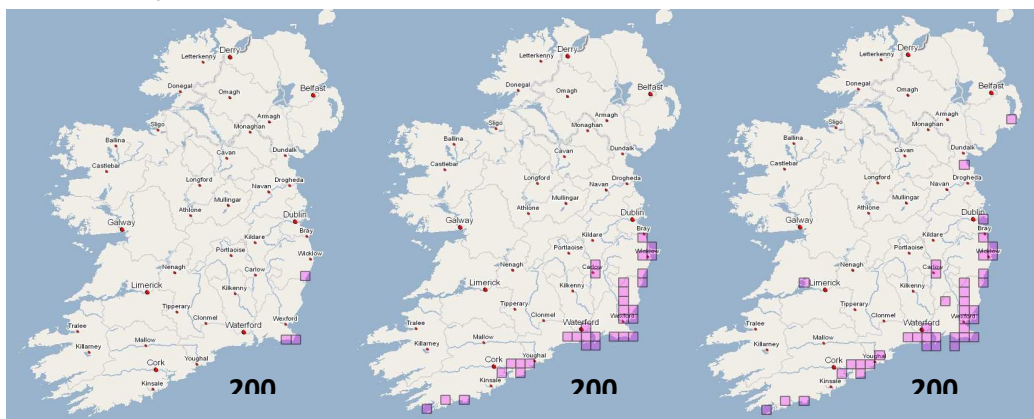 Derry
Letterkenny
Donegal
Omagh
Belfast
Armagh
Sligo
Monaghan
Ballina
Dundalk
Cavan
Castlebar
Longford
Navan
Drogheda
Mullingar
Athlone
Dublin
Galway
Bray
Kildare
Portlaoise
Wicklow
Nenagh
Carlow
Limerick
Kilkenny
Tipperary
Clonmel
Wexford
Waterford
Tralee
Mallow
Killarney
Cork
Youghal
Kinsale
200
Derry
Letterkenny
Donegal
Omagh
Belfast
Armagh
Sligo
Monaghan
Ballina
Dundalk
Cavan
Castlebar
Longford
Navan
Drogheda
Mullingar
Athlone
Dublin
Galway
Bray
Kildare
Portlaoise
Wicklow
Nenagh
Carlow
Limerick
Kilkenny
Tipperary
Clonmel
Wexford
Waterford
Tralee
Mallow
Killarney
Cork
Youghal
Kinsale
200
Derry
Letterkenny
Donegal
Omagh
Belfast
Armagh
Sligo
Monaghan
Ballina
Dundalk
Cavan
Castlebar
Longford
Navan
Drogheda
Mullingar
Athlone
Dublin
Galway
Bray
Kildare
Portlaoise
Wicklow
Nenagh
Carlow
Limerick
Kilkenny
Tipperary
Clonmel
Wexford
Waterford
Tralee
Mallow
Killarney
Cork
Youghal
Kinsale
200